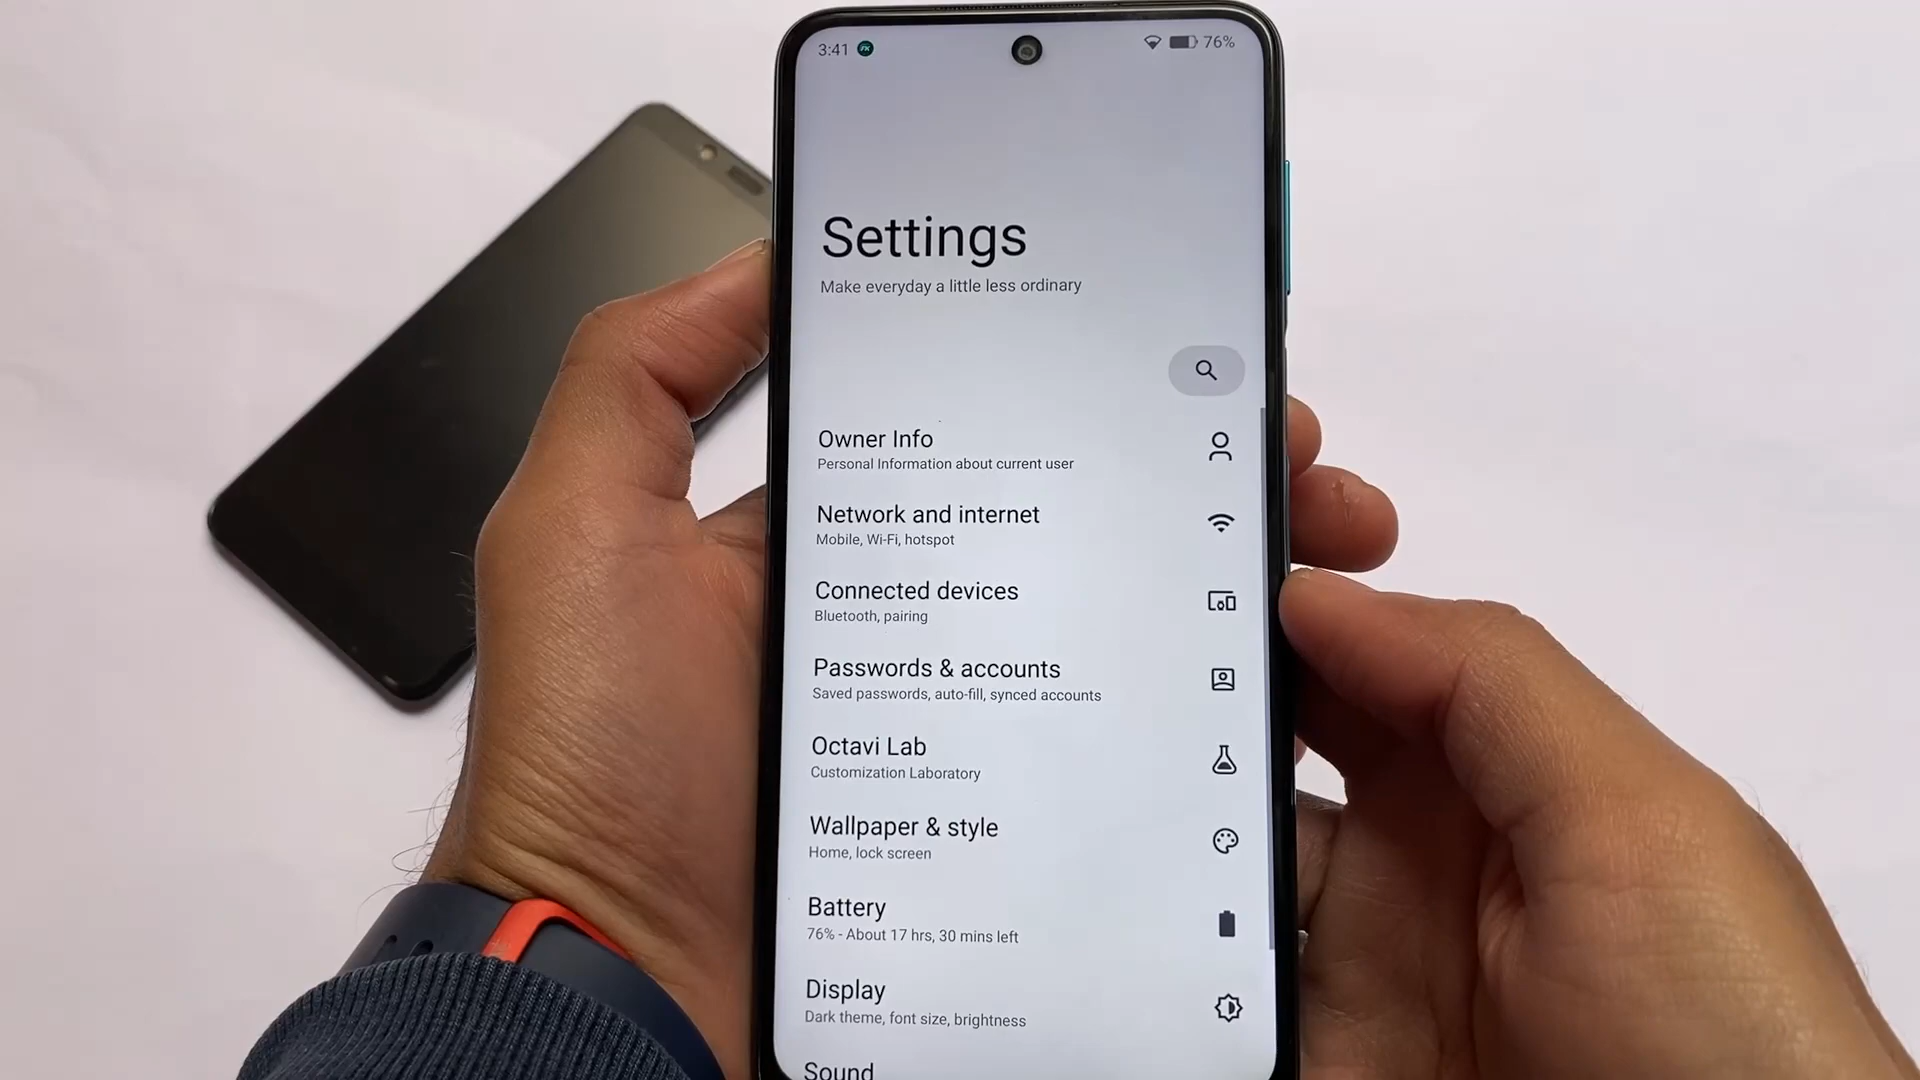 3:41
76%
Settings
Make everyday a little less ordinary
Owner Info
Personal Information about current user
Network and internet
Mobile, Wi-Fi, hotspot
Connected devices
Bluetooth, pairing
Passwords & accounts
Saved passwords, auto-fill, synced accounts
Octavi Lab
Customization Laboratory
Wallpaper & style
Home, lock screen
Battery
76% - About 17 hrs, 30 mins left
Display
Dark theme, font size, brightness
Sound